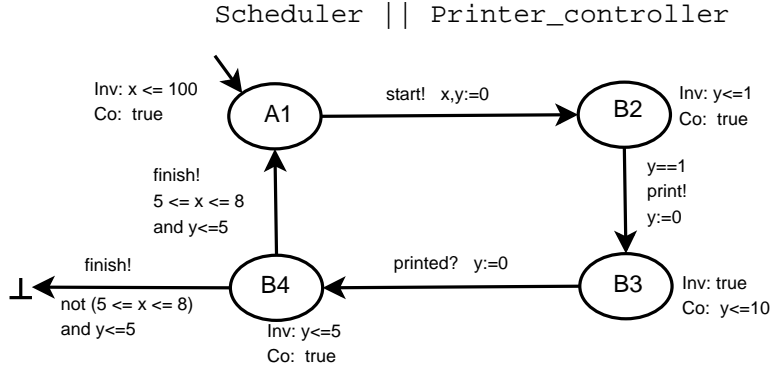 Scheduler || Printer_controller
Inv: x <= 100
Co: true
A1
start! x,y:=0
B2
Inv: y<=1
Co: true
finish!
5 <= x <= 8
and y<=5
y==1
print!
y:=0
⊥
finish!
not (5 <= x <= 8)
and y<=5
B4
Inv: y<=5
Co: true
printed? y:=0
B3
Inv: true
Co: y<=10